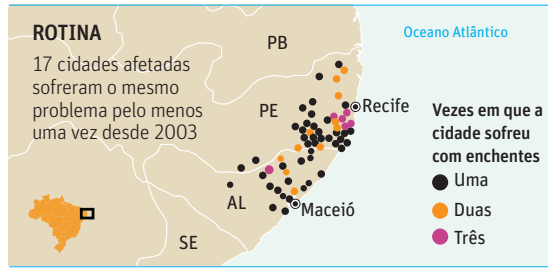 ROTINA
17 cidades afetadas
sofreram o mesmo
problema pelo menos
uma vez desde 2003
PB
PE
AL
SE
Recife
Maceió
Oceano Atlântico
Vezes em que a
cidade sofreu
com enchentes
Uma
Duas
Três